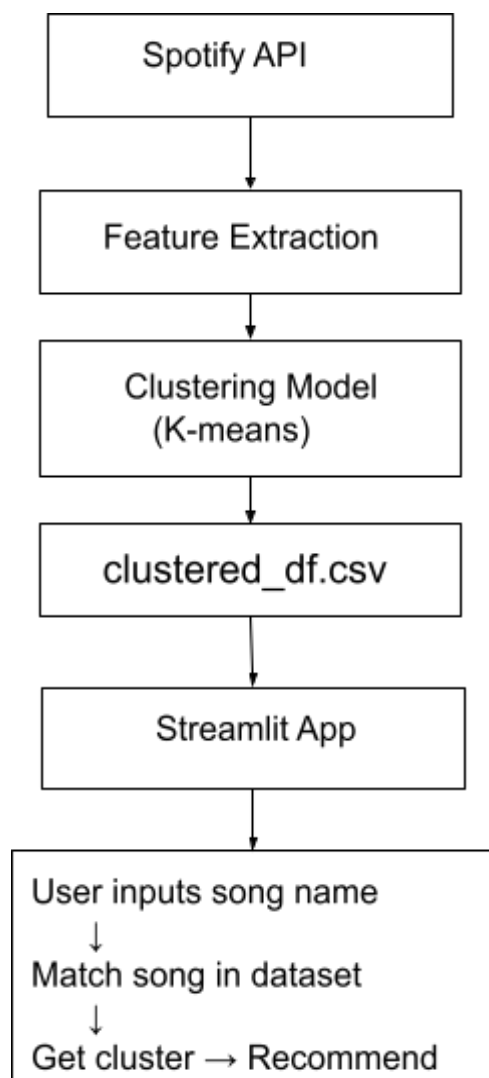 Spotify API
Feature Extraction
Clustering Model
(K-means)
clustered_df.csv
Streamlit App
User inputs song name
↓
Match song in dataset
↓
Get cluster → Recommend